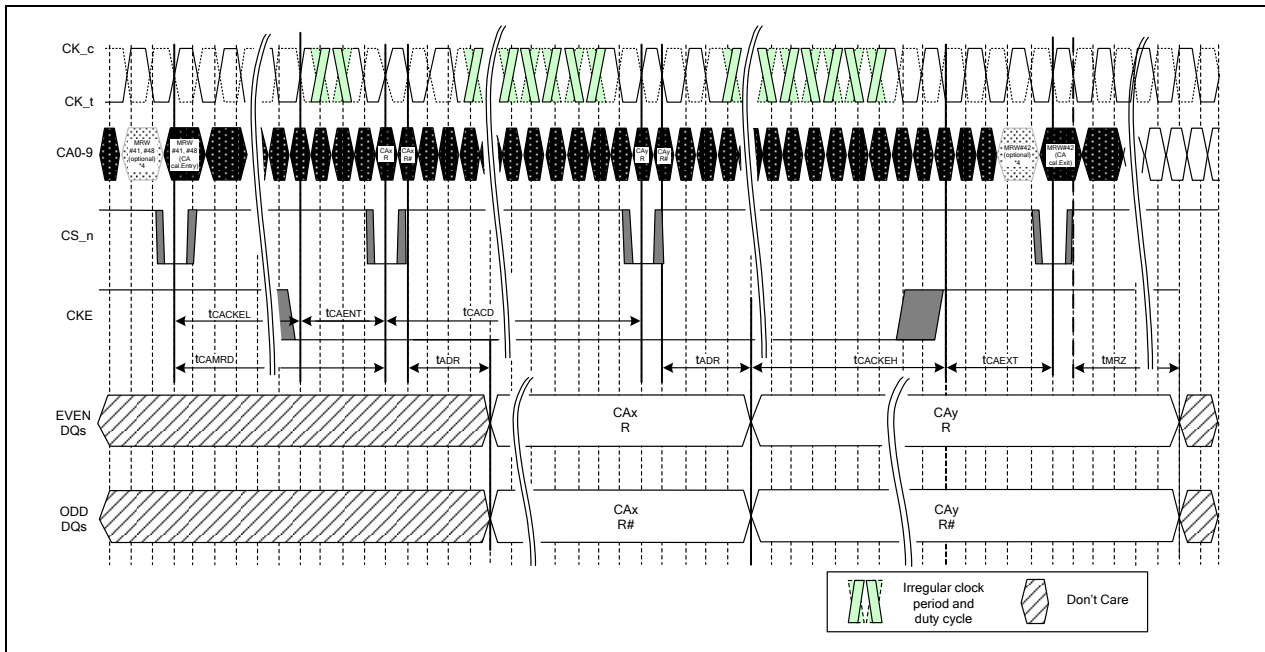 CK_c
CK_t
CA0-9
MRW
#41, #48
(optional)
*4
MRW
#41, #48
(CA
cal.Entry)
CAx
R
CAx
R#
CAy
R
CAy
R#
MRW#42
(optional)
*4
MRW#42
(CA
cal.Exit)
CS_n
CKE
tCACKEL
tCAENT
tCACD
tCAMRD
tADR
tADR
tCACKEH
tCAEXT
tMRZ
EVEN
DQs
CAx
R
CAy
R
ODD
DQs
CAx
R#
CAy
R#
Irregular clock
period and
duty cycle
Don't Care